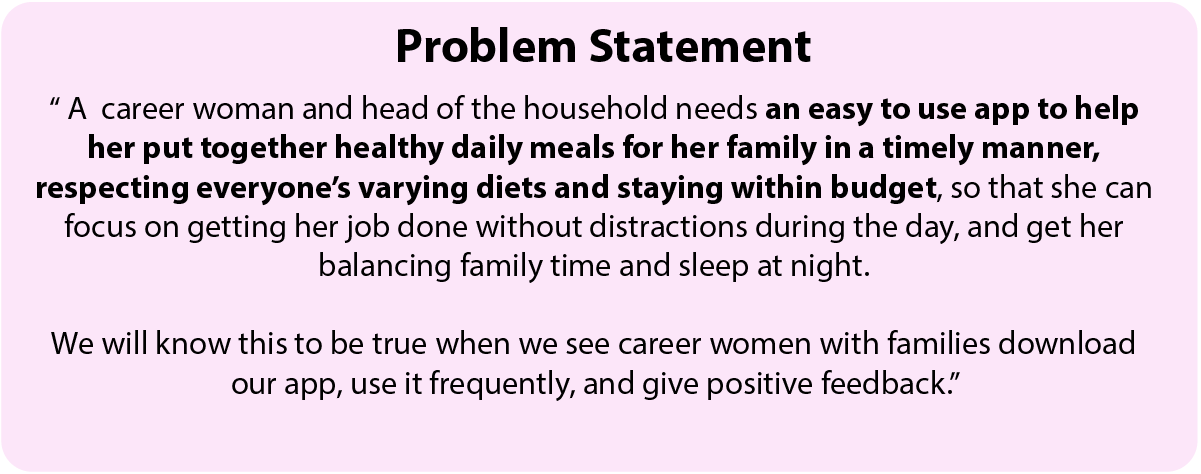 Problem Statement
“ A  career woman and head of the household needs an easy to use app to help
her put together healthy daily meals for her family in a timely manner,
respecting everyone’s varying diets and staying within budget, so that she can
focus on getting her job done without distractions during the day, and get her
balancing family time and sleep at night.
We will know this to be true when we see career women with families download
our app, use it frequently, and give positive feedback.”